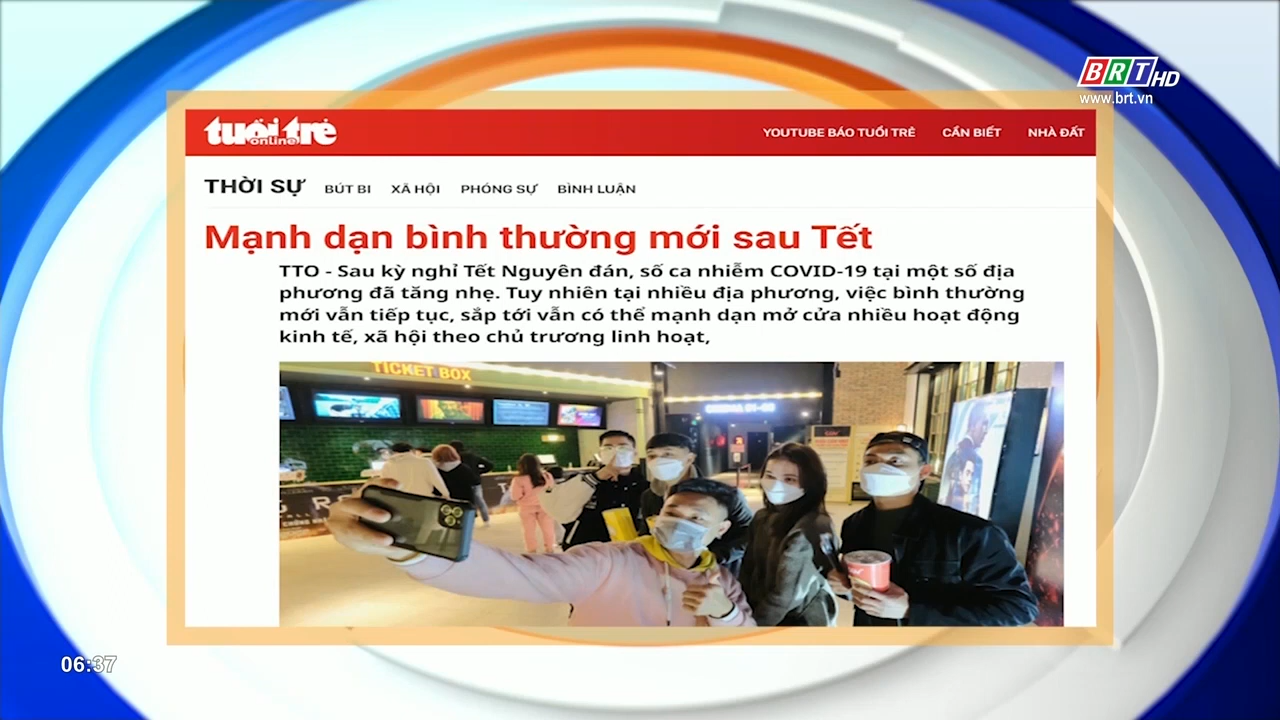 BRT HD
www.brt.vn
tuổi trẻ
online
YOUTUBE BÁO TUỔI TRẺ CẦN BIẾT NHÀ ĐẤT
THỜI SỰ BÚT BI XÃ HỘI PHÓNG SỰ BÌNH LUẬN
Mạnh dạn bình thường mới sau Tết
TTO - Sau kỳ nghỉ Tết Nguyên đán, số ca nhiễm COVID-19 tại một số địa
phương đã tăng nhẹ. Tuy nhiên tại nhiều địa phương, việc bình thường
mới vẫn tiếp tục, sắp tới vẫn có thể mạnh dạn mở cửa nhiều hoạt động
kinh tế, xã hội theo chủ trương linh hoạt,
TICKET BOX
06:37